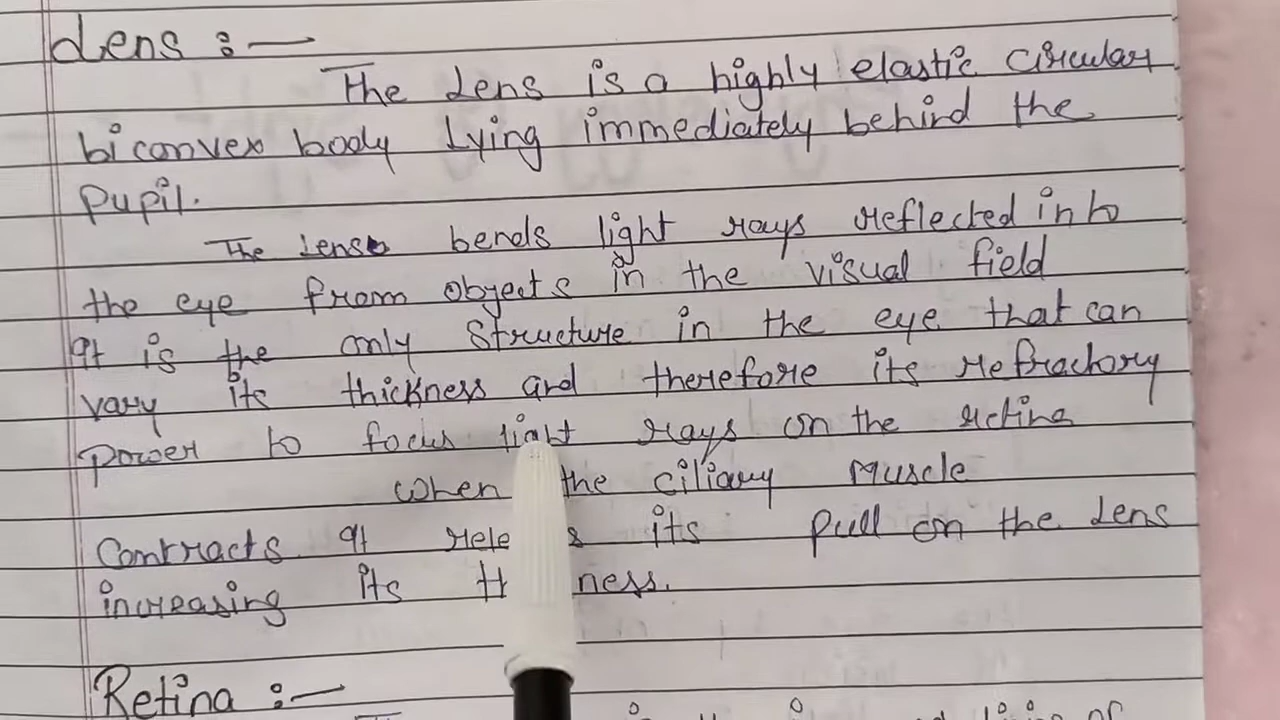 Lens :—
The Lens is a highly elastic circular
biconvex body Lying immediately behind the
Pupil.
The Lens bends light rays reflected into
the eye from objects in the visual field
It is the only structure in the eye that can
vary its thickness and therefore its refractory
power to focus light rays on the retina
When the ciliary Muscle
Contracts It its Pull on the Lens
increasing its
Retina :—